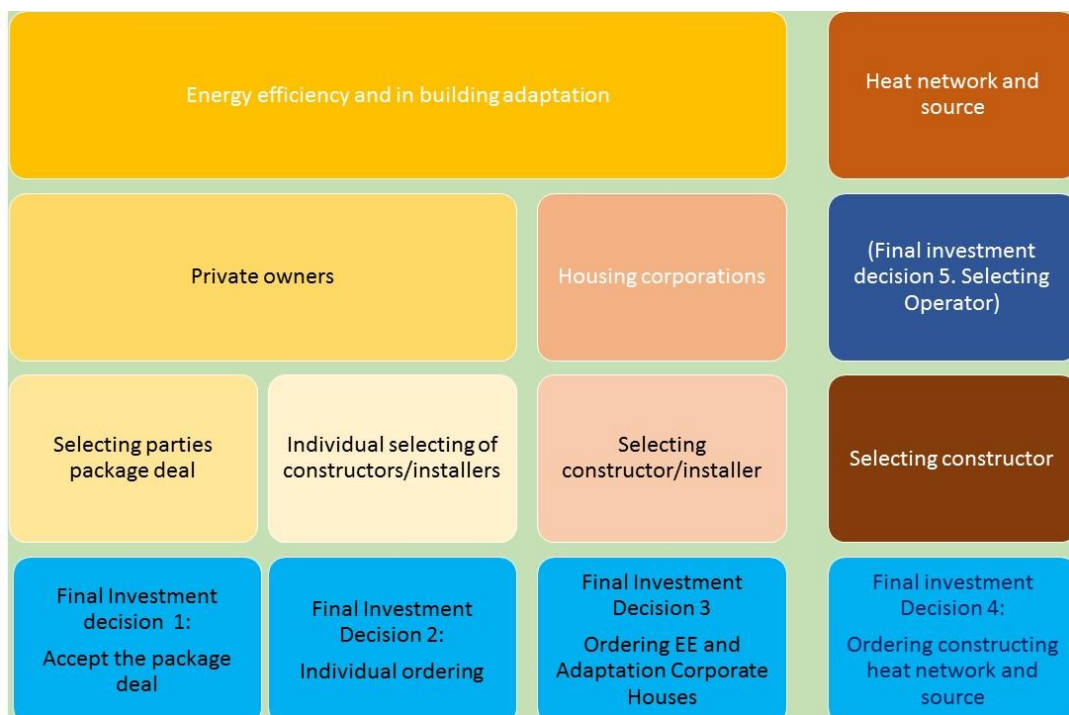 Energy efficiency and in building adaptation
Heat network and
source
Private owners
Housing corporations
(Final investment
decision 5. Selecting
Operator)
Selecting parties
package deal
Individual selecting of
constructors/installers
Selecting
constructor/installer
Selecting constructor
Final Investment
decision  1:
Accept the package
deal
Final Investment
Decision 2:
Individual ordering
Final Investment
Decision 3
Ordering EE and
Adaptation Corporate
Houses
Final investment
Decision 4:
Ordering constructing
heat network and
source